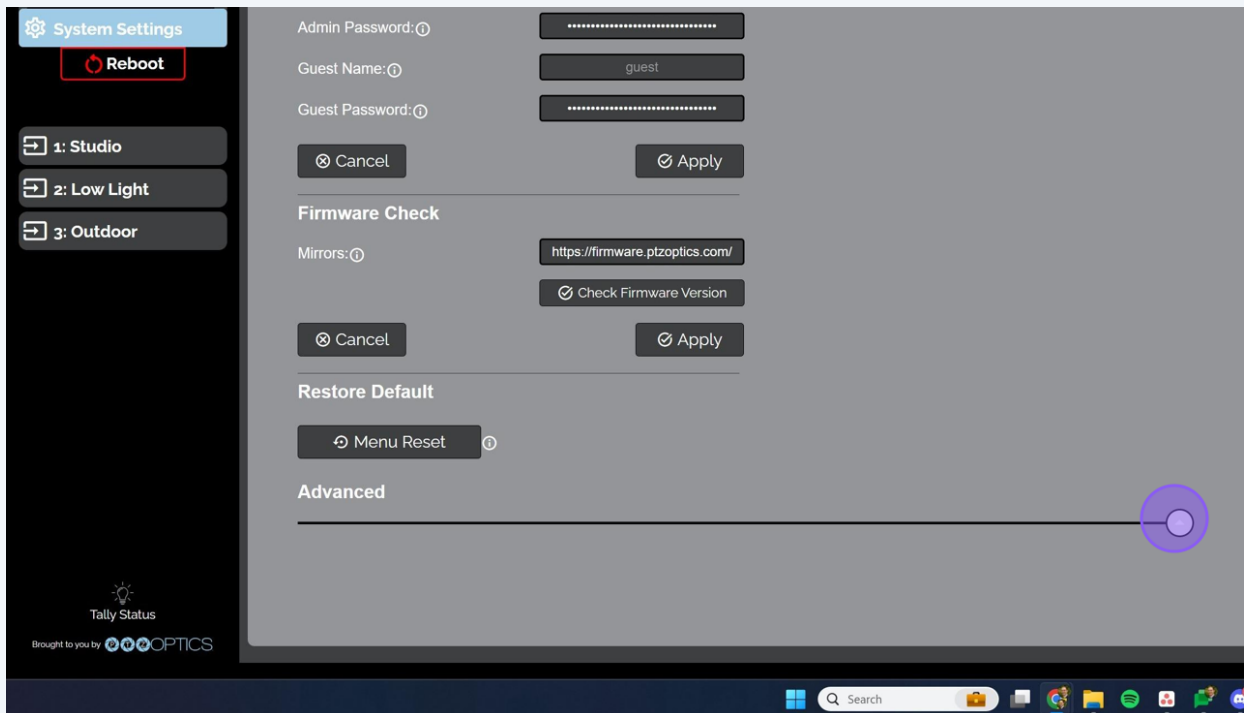 System Settings
Reboot
1: Studio
2: Low Light
3: Outdoor
Tally Status
Brought to you by PTZOPTICS
Admin Password:
••••••••••••••••••••••••••••••••
Guest Name:
guest
Guest Password:
••••••••••••••••••••••••••••••••
Cancel
Apply
Firmware Check
Mirrors:
https://firmware.ptzoptics.com/
Check Firmware Version
Cancel
Apply
Restore Default
Menu Reset
Advanced
Search